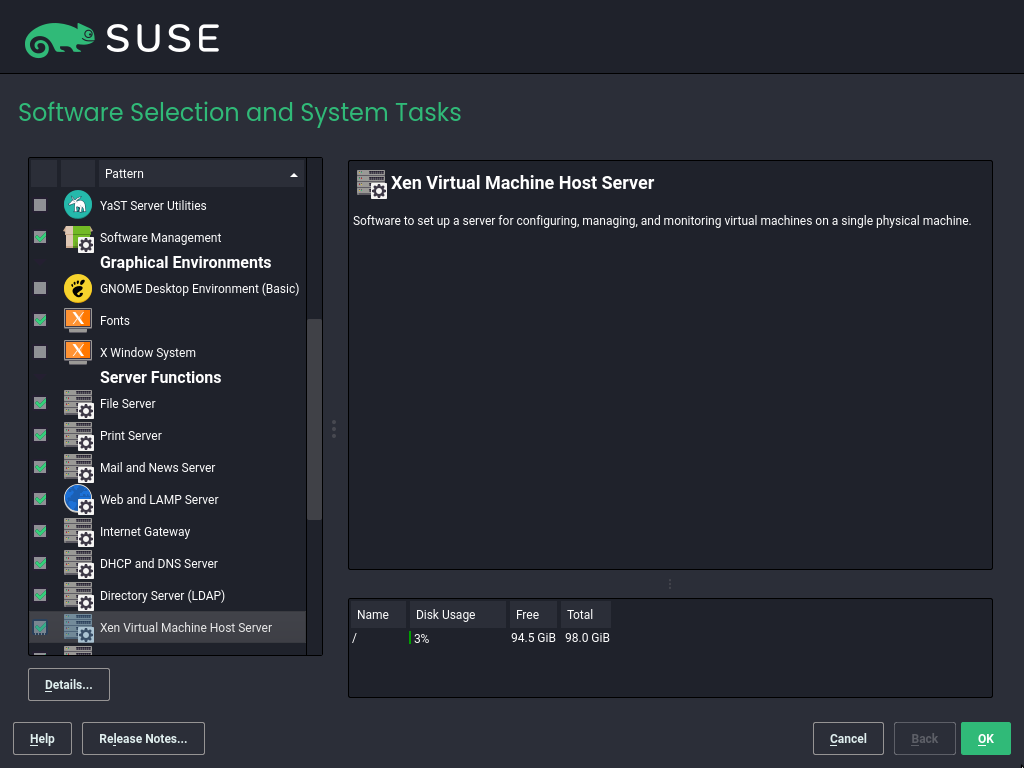 SUSE
Software Selection and System Tasks
Pattern
YaST Server Utilities
Software Management
Graphical Environments
GNOME Desktop Environment (Basic)
Fonts
X Window System
Server Functions
File Server
Print Server
Mail and News Server
Web and LAMP Server
Internet Gateway
DHCP and DNS Server
Directory Server (LDAP)
Xen Virtual Machine Host Server
Details...
Xen Virtual Machine Host Server
Software to set up a server for configuring, managing, and monitoring virtual machines on a single physical machine.
Name Disk Usage Free Total
/ 3% 94.5 GiB 98.0 GiB
Help Release Notes... Cancel Back OK